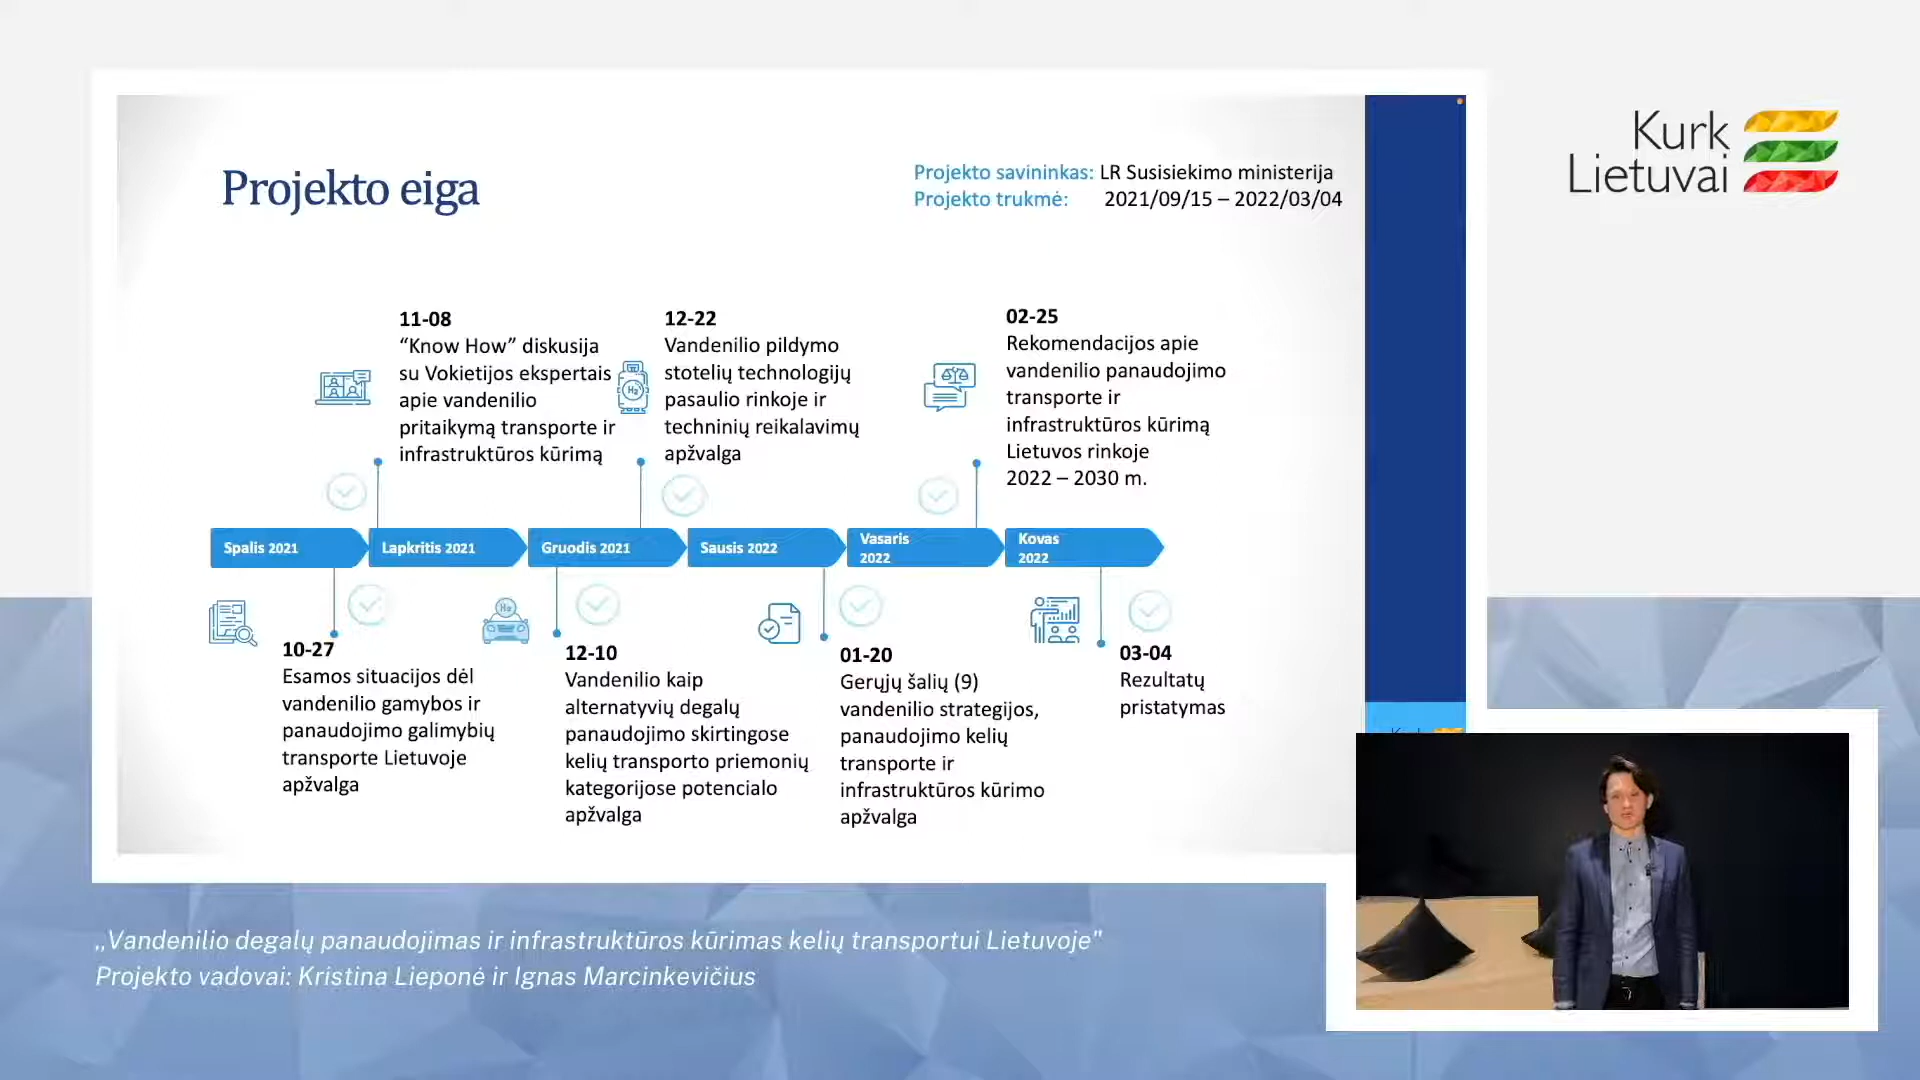 Kurk
Lietuvai
Projekto eiga
Projekto savininkas: LR Susisiekimo ministerija
Projekto trukmė: 2021/09/15 – 2022/03/04
11-08
“Know How” diskusija
su Vokietijos ekspertais
apie vandenilio
pritaikymą transporte ir
infrastruktūros kūrimą
H₂
12-22
Vandenilio pildymo
stotelių technologijų
pasaulio rinkoje ir
techninių reikalavimų
apžvalga
02-25
Rekomendacijos apie
vandenilio panaudojimo
transporte ir
infrastruktūros kūrimą
Lietuvos rinkoje
2022 – 2030 m.
Spalis 2021
Lapkritis 2021
Gruodis 2021
Sausis 2022
Vasaris
2022
Kovas
2022
10-27
Esamos situacijos dėl
vandenilio gamybos ir
panaudojimo galimybių
transporte Lietuvoje
apžvalga
12-10
Vandenilio kaip
alternatyvių degalų
panaudojimo skirtingose
kelių transporto priemonių
kategorijose potencialo
apžvalga
01-20
Gerųjų šalių (9)
vandenilio strategijos,
panaudojimo kelių
transporte ir
infrastruktūros kūrimo
apžvalga
03-04
Rezultatų
pristatymas
,,Vandenilio degalų panaudojimas ir infrastruktūros kūrimas kelių transportui Lietuvoje"
Projekto vadovai: Kristina Lieponė ir Ignas Marcinkevičius